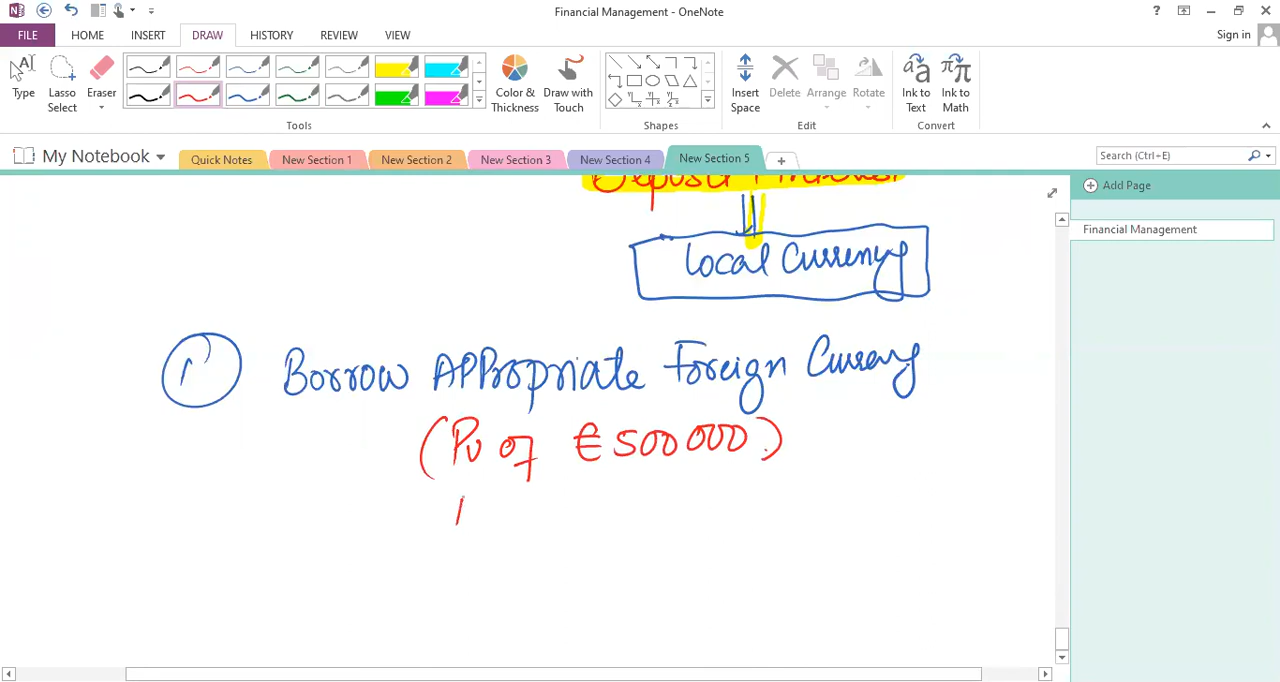 Financial Management - OneNote
?
Sign in
FILE HOME INSERT DRAW HISTORY REVIEW VIEW
Type Lasso Select Eraser
Color & Thickness Draw with Touch
Insert Space Delete Arrange Rotate
Ink to Text Ink to Math
Tools Shapes Edit Convert
My Notebook Quick Notes New Section 1 New Section 2 New Section 3 New Section 4 New Section 5
Search (Ctrl+E)
Add Page
Financial Management
Deposit
Local Currency
1 Borrow Appropriate Foreign Currency
(Pv of € 500 000)